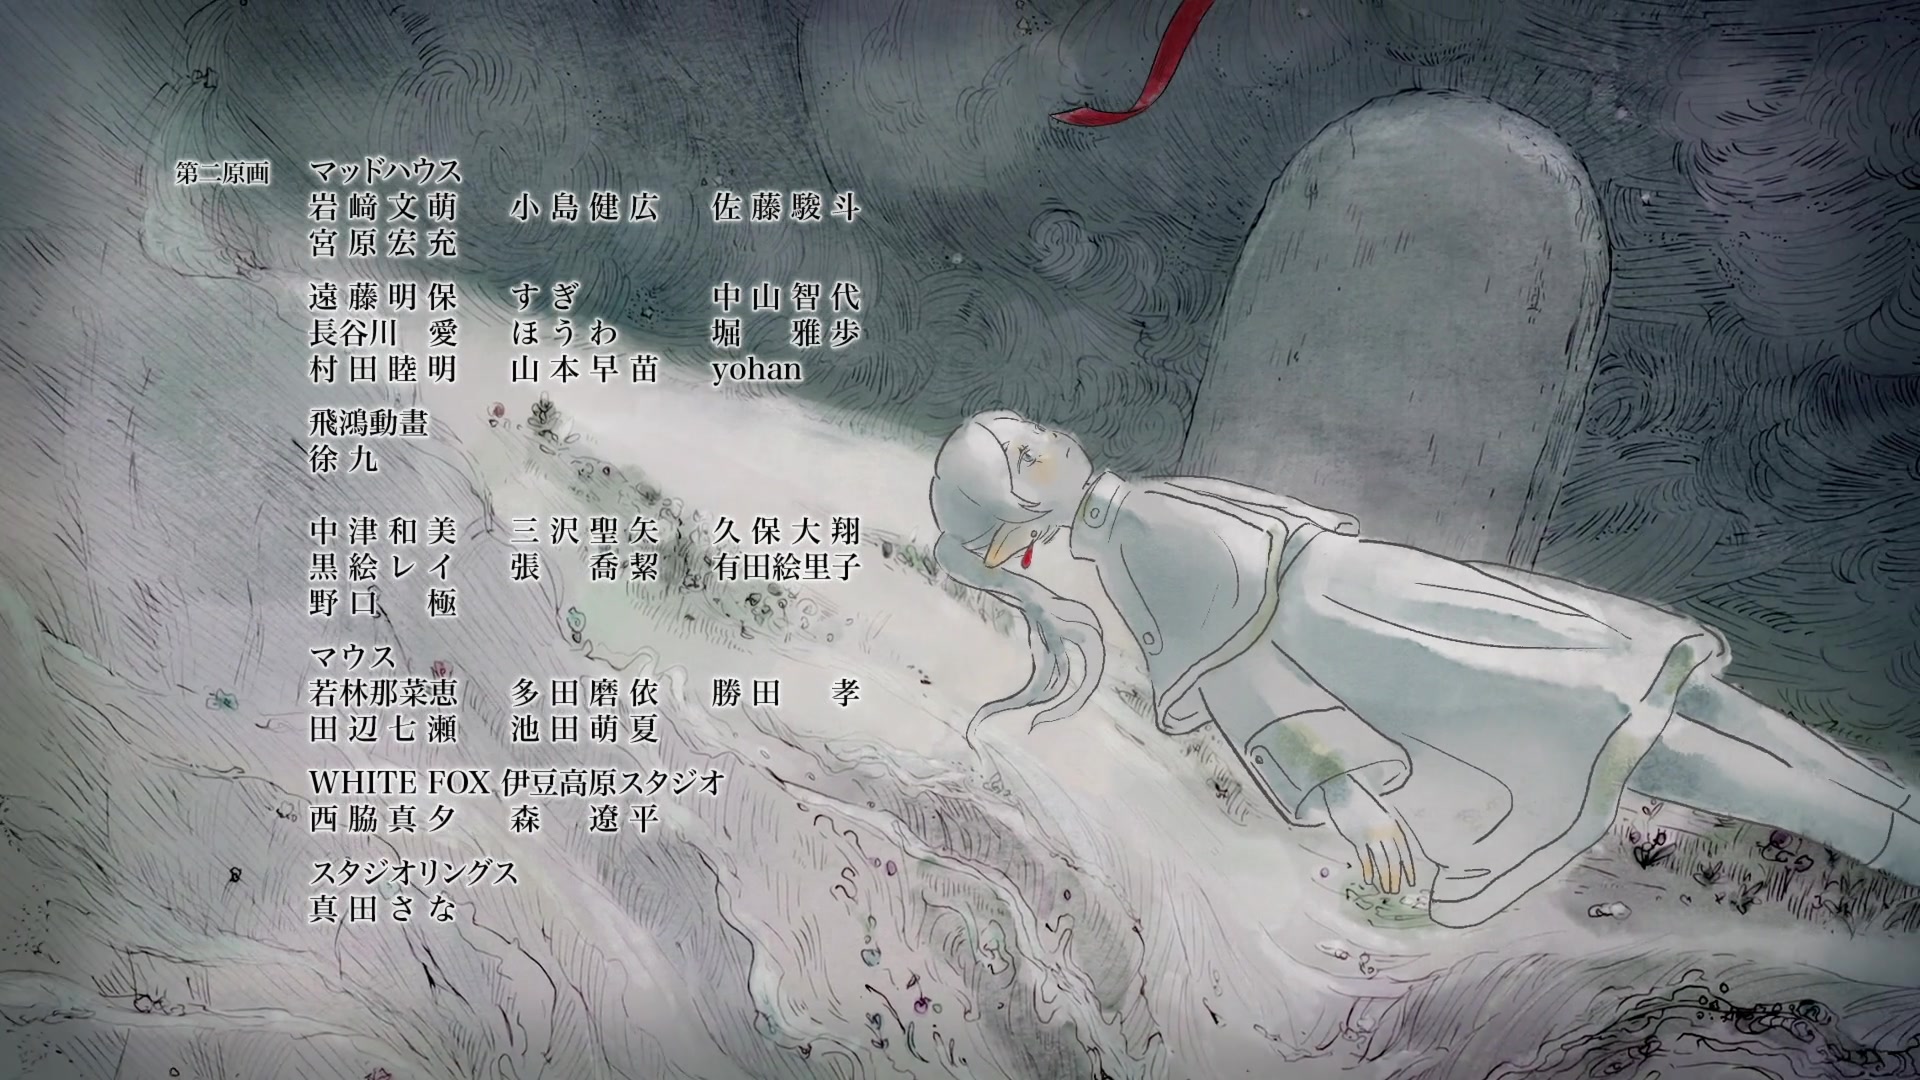 第二原画 マッドハウス
岩﨑文萌 小島健広 佐藤駿斗
宮原宏充
遠藤明保 すぎ 中山智代
長谷川 愛 ほうわ 堀 雅歩
村田睦明 山本早苗 yohan
飛鴻動畫
徐九
中津和美 三沢聖矢 久保大翔
黒絵レイ 張 喬絜 有田絵里子
野口 極
マウス
若林那菜恵 多田磨依 勝田 孝
田辺七瀬 池田萌夏
WHITE FOX 伊豆高原スタジオ
西脇真夕 森 遼平
スタジオリングス
真田さな